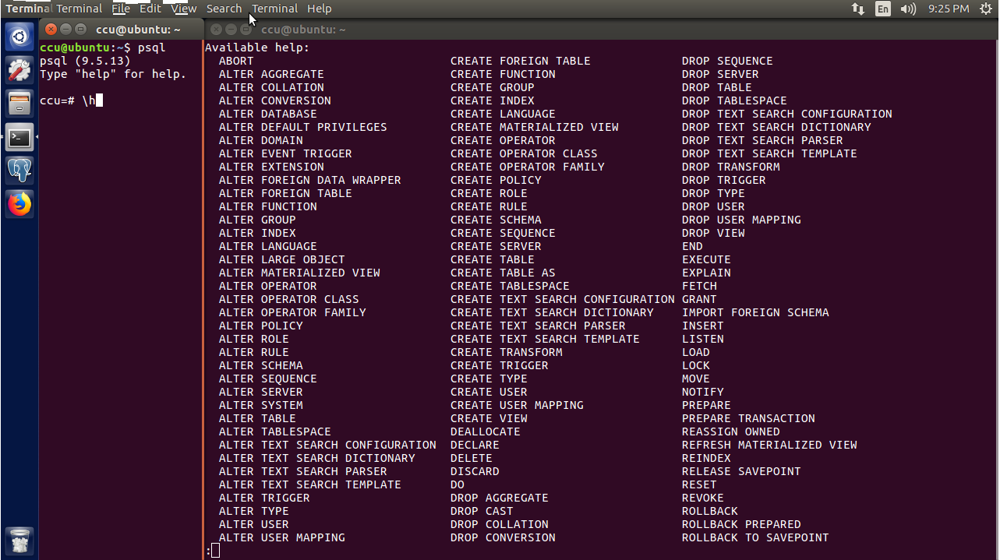 Terminal Terminal File Edit View Search Terminal Help En 9:25 PM
ccu@ubuntu: ~
ccu@ubuntu:~$ psql
psql (9.5.13)
Type "help" for help.
ccu=# \h
ccu@ubuntu: ~
Available help:
ABORT CREATE FOREIGN TABLE DROP SEQUENCE
ALTER AGGREGATE CREATE FUNCTION DROP SERVER
ALTER COLLATION CREATE GROUP DROP TABLE
ALTER CONVERSION CREATE INDEX DROP TABLESPACE
ALTER DATABASE CREATE LANGUAGE DROP TEXT SEARCH CONFIGURATION
ALTER DEFAULT PRIVILEGES CREATE MATERIALIZED VIEW DROP TEXT SEARCH DICTIONARY
ALTER DOMAIN CREATE OPERATOR DROP TEXT SEARCH PARSER
ALTER EVENT TRIGGER CREATE OPERATOR CLASS DROP TEXT SEARCH TEMPLATE
ALTER EXTENSION CREATE OPERATOR FAMILY DROP TRANSFORM
ALTER FOREIGN DATA WRAPPER CREATE POLICY DROP TRIGGER
ALTER FOREIGN TABLE CREATE ROLE DROP TYPE
ALTER FUNCTION CREATE RULE DROP USER
ALTER GROUP CREATE SCHEMA DROP USER MAPPING
ALTER INDEX CREATE SEQUENCE DROP VIEW
ALTER LANGUAGE CREATE SERVER END
ALTER LARGE OBJECT CREATE TABLE EXECUTE
ALTER MATERIALIZED VIEW CREATE TABLE AS EXPLAIN
ALTER OPERATOR CREATE TABLESPACE FETCH
ALTER OPERATOR CLASS CREATE TEXT SEARCH CONFIGURATION GRANT
ALTER OPERATOR FAMILY CREATE TEXT SEARCH DICTIONARY IMPORT FOREIGN SCHEMA
ALTER POLICY CREATE TEXT SEARCH PARSER INSERT
ALTER ROLE CREATE TEXT SEARCH TEMPLATE LISTEN
ALTER RULE CREATE TRANSFORM LOAD
ALTER SCHEMA CREATE TRIGGER LOCK
ALTER SEQUENCE CREATE TYPE MOVE
ALTER SERVER CREATE USER NOTIFY
ALTER SYSTEM CREATE USER MAPPING PREPARE
ALTER TABLE CREATE VIEW PREPARE TRANSACTION
ALTER TABLESPACE DEALLOCATE REASSIGN OWNED
ALTER TEXT SEARCH CONFIGURATION DECLARE REFRESH MATERIALIZED VIEW
ALTER TEXT SEARCH DICTIONARY DELETE REINDEX
ALTER TEXT SEARCH PARSER DISCARD RELEASE SAVEPOINT
ALTER TEXT SEARCH TEMPLATE DO RESET
ALTER TRIGGER DROP AGGREGATE REVOKE
ALTER TYPE DROP CAST ROLLBACK
ALTER USER DROP COLLATION ROLLBACK PREPARED
ALTER USER MAPPING DROP CONVERSION ROLLBACK TO SAVEPOINT
: